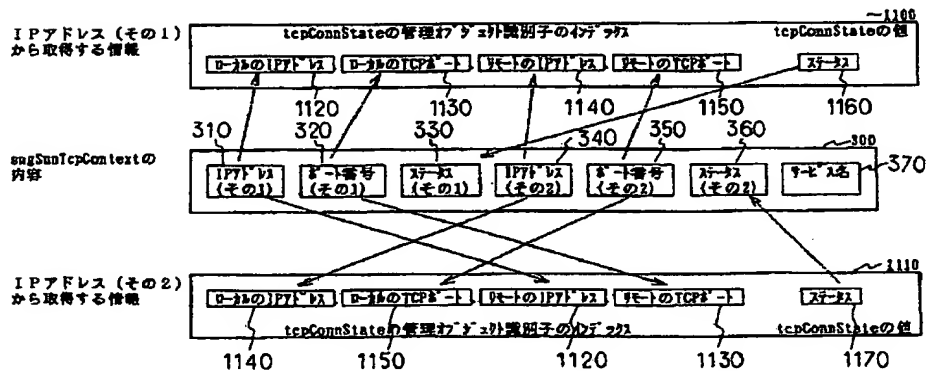 1100
IPアドレス(その1)
から取得する情報
tcpConnStateの管理オブジェクト識別子のインデックス
tcpConnStateの値
ローカルのIPアドレス
ローカルのTCPポート
リモートのIPアドレス
リモートのTCPポート
ステータス
1120
1130
1140
1150
1160
310
320
330
340
350
360
300
smgSumTcpContextの
内容
IPアドレス
(その1)
ポート番号
(その1)
ステータス
(その1)
IPアドレス
(その2)
ポート番号
(その2)
ステータス
(その2)
サービス名
370
1110
IPアドレス(その2)
から取得する情報
ローカルのIPアドレス
ローカルのTCPポート
リモートのIPアドレス
リモートのTCPポート
ステータス
tcpConnStateの管理オブジェクト識別子のインデックス
tcpConnStateの値
1140
1150
1120
1130
1170